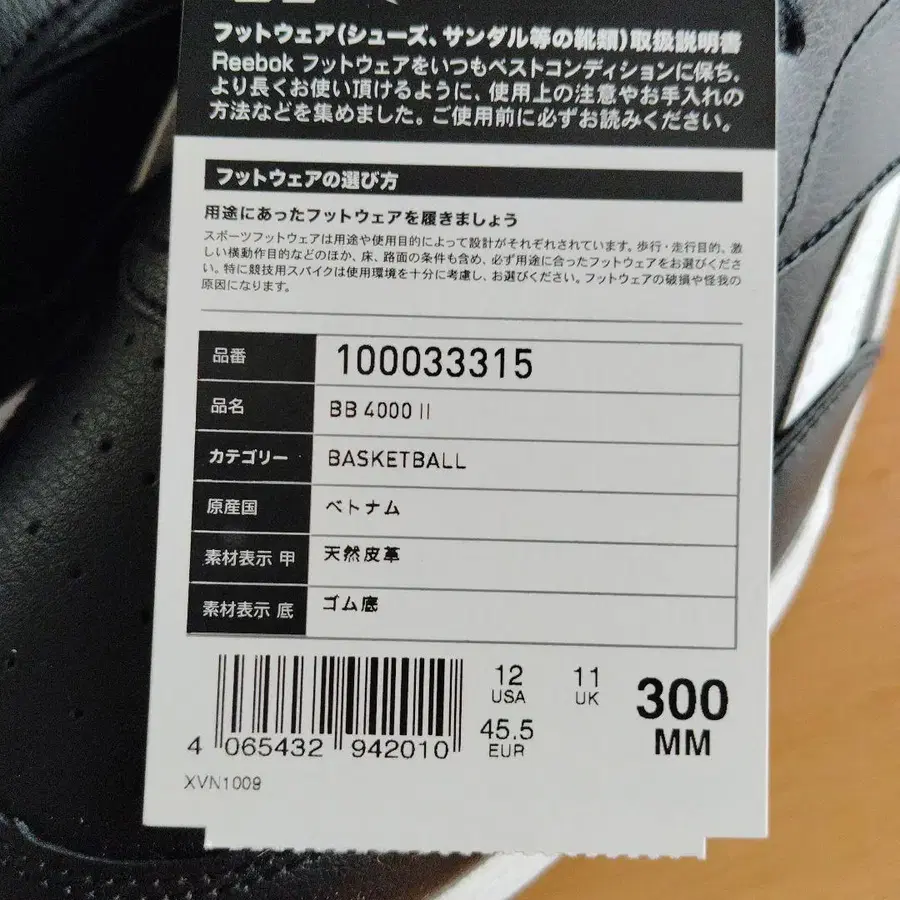 フットウェア(シューズ、サンダル等の靴類)取扱説明書
Reebok フットウェアをいつもベストコンディションに保ち、
より長くお使い頂けるように、使用上の注意やお手入れの
方法などを集めました。ご使用前に必ずお読みください。
フットウェアの選び方
用途にあったフットウェアを履きましょう
スポーツフットウェアは用途や使用目的によって設計がそれぞれされています。歩行・走行目的、激
しい横動作目的などのほか、床、路面の条件も含め、必ず用途に合ったフットウェアをお選びくださ
い。特に競技用スパイクは使用環境を十分に考慮し、お選びください。フットウェアの破損や怪我の
原因になります。
品番 100033315
品名 BB 4000 II
カテゴリー BASKETBALL
原産国 ベトナム
素材表示 甲 天然皮革
素材表示 底 ゴム底
12 USA 11 UK
45.5 EUR
300 MM
4 065432 942010
XVN1009